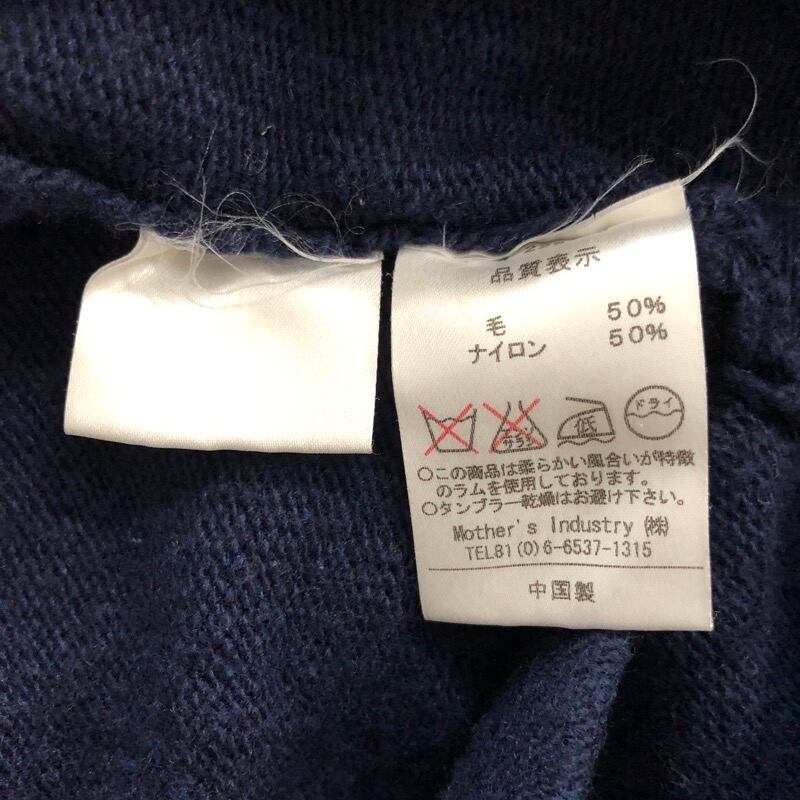 品質表示
毛 50%
ナイロン 50%
サラシ 低 ドライ
○この商品は柔らかい風合いが特徴
のラムを使用しております。
○タンブラー乾燥はお避け下さい。
Mother's Industry ㈱
TEL81(0)6-6537-1315
中国製